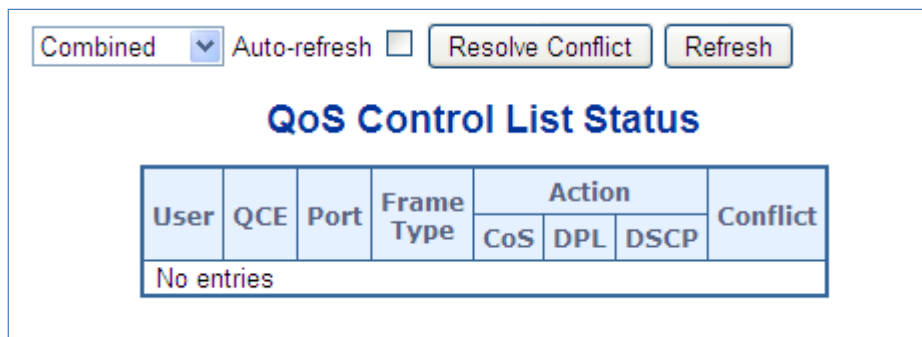 Combined Auto-refresh Resolve Conflict Refresh
QoS Control List Status
User QCE Port Frame Type Action Conflict
CoS DPL DSCP
No entries